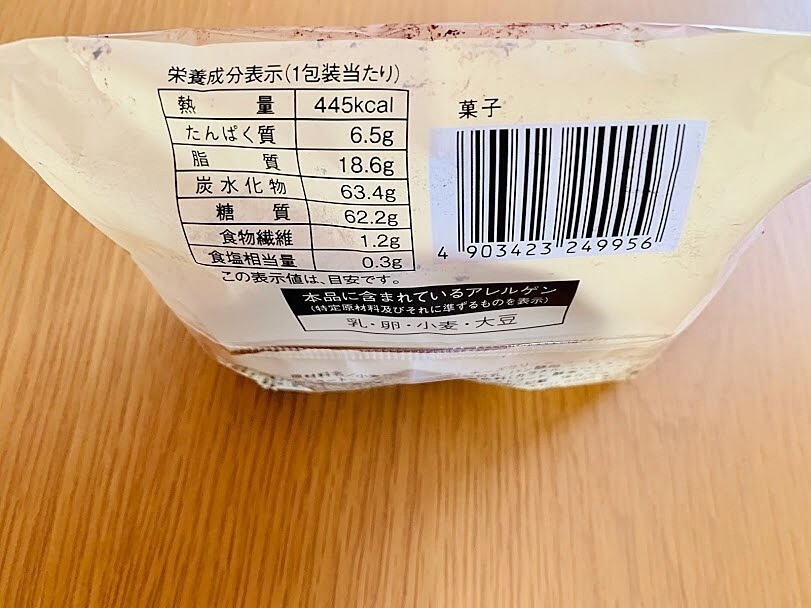 栄養成分表示(1包装当たり)
熱量 445kcal
たんぱく質 6.5g
脂質 18.6g
炭水化物 63.4g
糖質 62.2g
食物繊維 1.2g
食塩相当量 0.3g
この表示値は、目安です。
菓子
4 903423 249956
本品に含まれているアレルゲン
(特定原材料及びそれに準ずるものを表示)
乳・卵・小麦・大豆